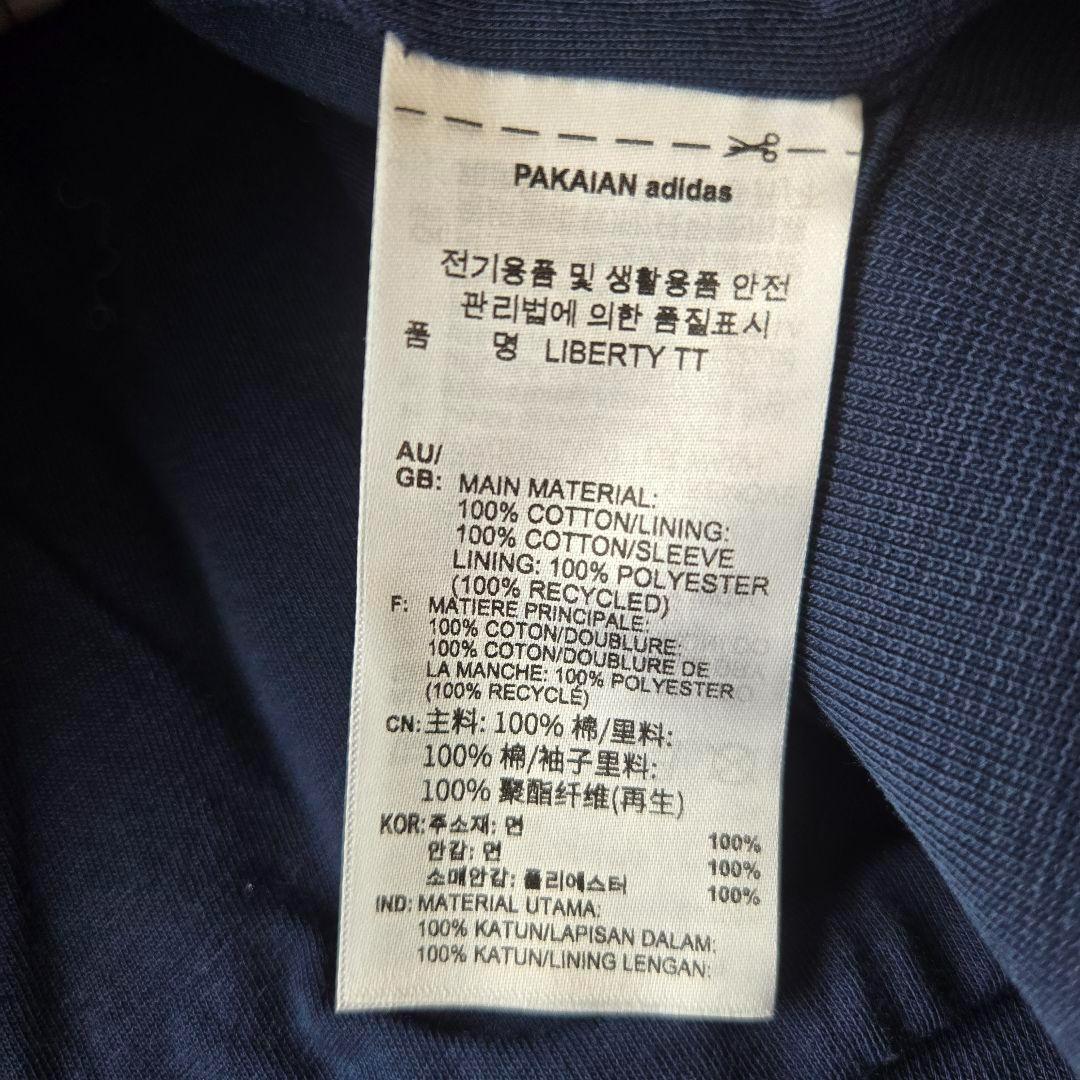 PAKAIAN adidas
전기용품 및 생활용품 안전
관리법에 의한 품질표시
품 명 LIBERTY TT
AU/
GB: MAIN MATERIAL:
100% COTTON/LINING:
100% COTTON/SLEEVE
LINING: 100% POLYESTER
(100% RECYCLED)
F: MATIERE PRINCIPALE:
100% COTON/DOUBLURE:
100% COTON/DOUBLURE DE
LA MANCHE: 100% POLYESTER
(100% RECYCLÉ)
CN: 主料: 100% 棉/里料:
100% 棉/袖子里料:
100% 聚酯纤维(再生)
KOR: 주소재: 면 100%
안감: 면 100%
소매안감: 폴리에스터 100%
IND: MATERIAL UTAMA:
100% KATUN/LAPISAN DALAM:
100% KATUN/LINING LENGAN: